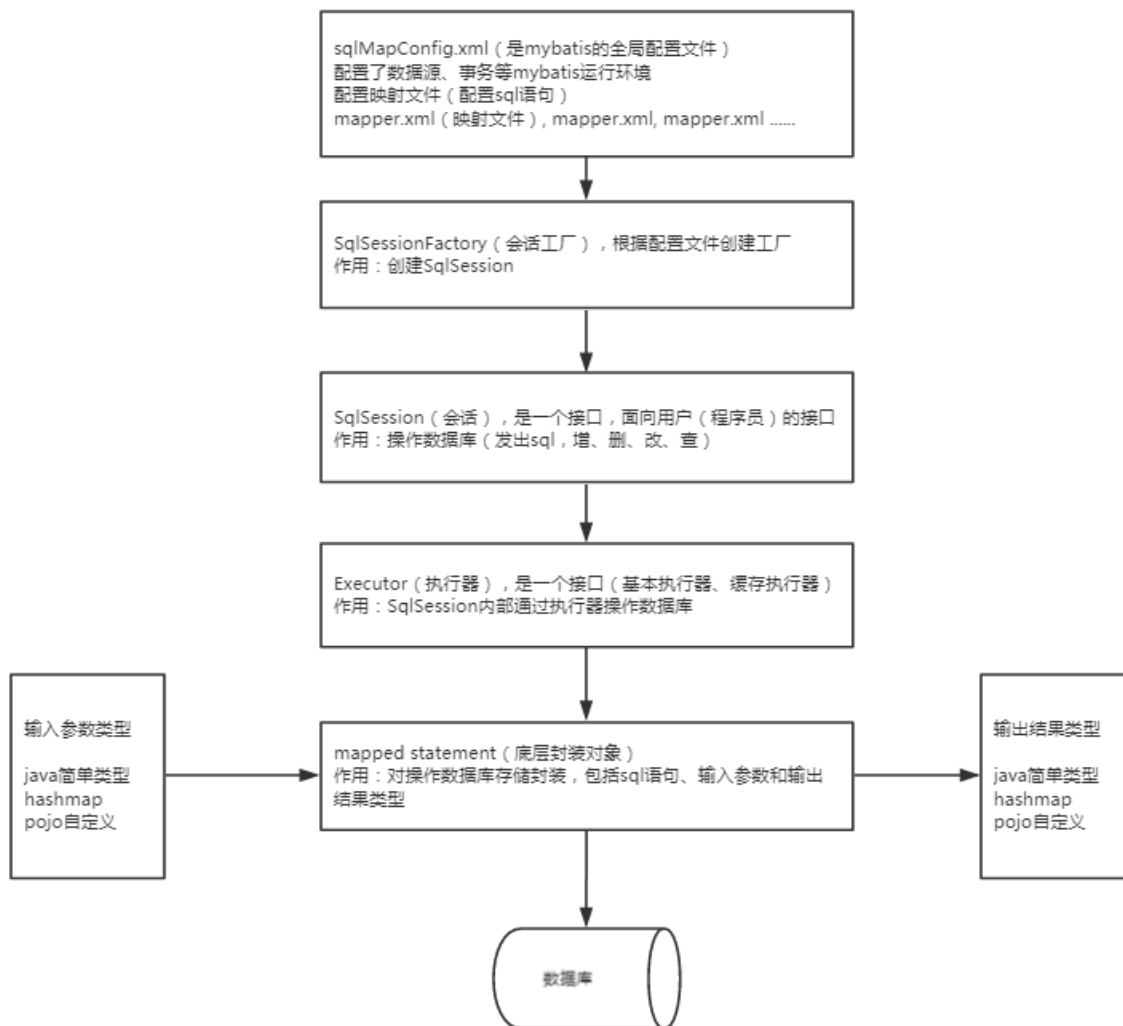 sqlMapConfig.xml（是mybatis的全局配置文件）
配置了数据源、事务等mybatis运行环境
配置映射文件（配置sql语句）
mapper.xml（映射文件）, mapper.xml, mapper.xml ......
SqlSessionFactory（会话工厂），根据配置文件创建工厂
作用：创建SqlSession
SqlSession（会话），是一个接口，面向用户（程序员）的接口
作用：操作数据库（发出sql，增、删、改、查）
Executor（执行器），是一个接口（基本执行器、缓存执行器）
作用：SqlSession内部通过执行器操作数据库
输入参数类型
java简单类型
hashmap
pojo自定义
mapped statement（底层封装对象）
作用：对操作数据库存储封装，包括sql语句、输入参数和输出
结果类型
输出结果类型
java简单类型
hashmap
pojo自定义
数据库